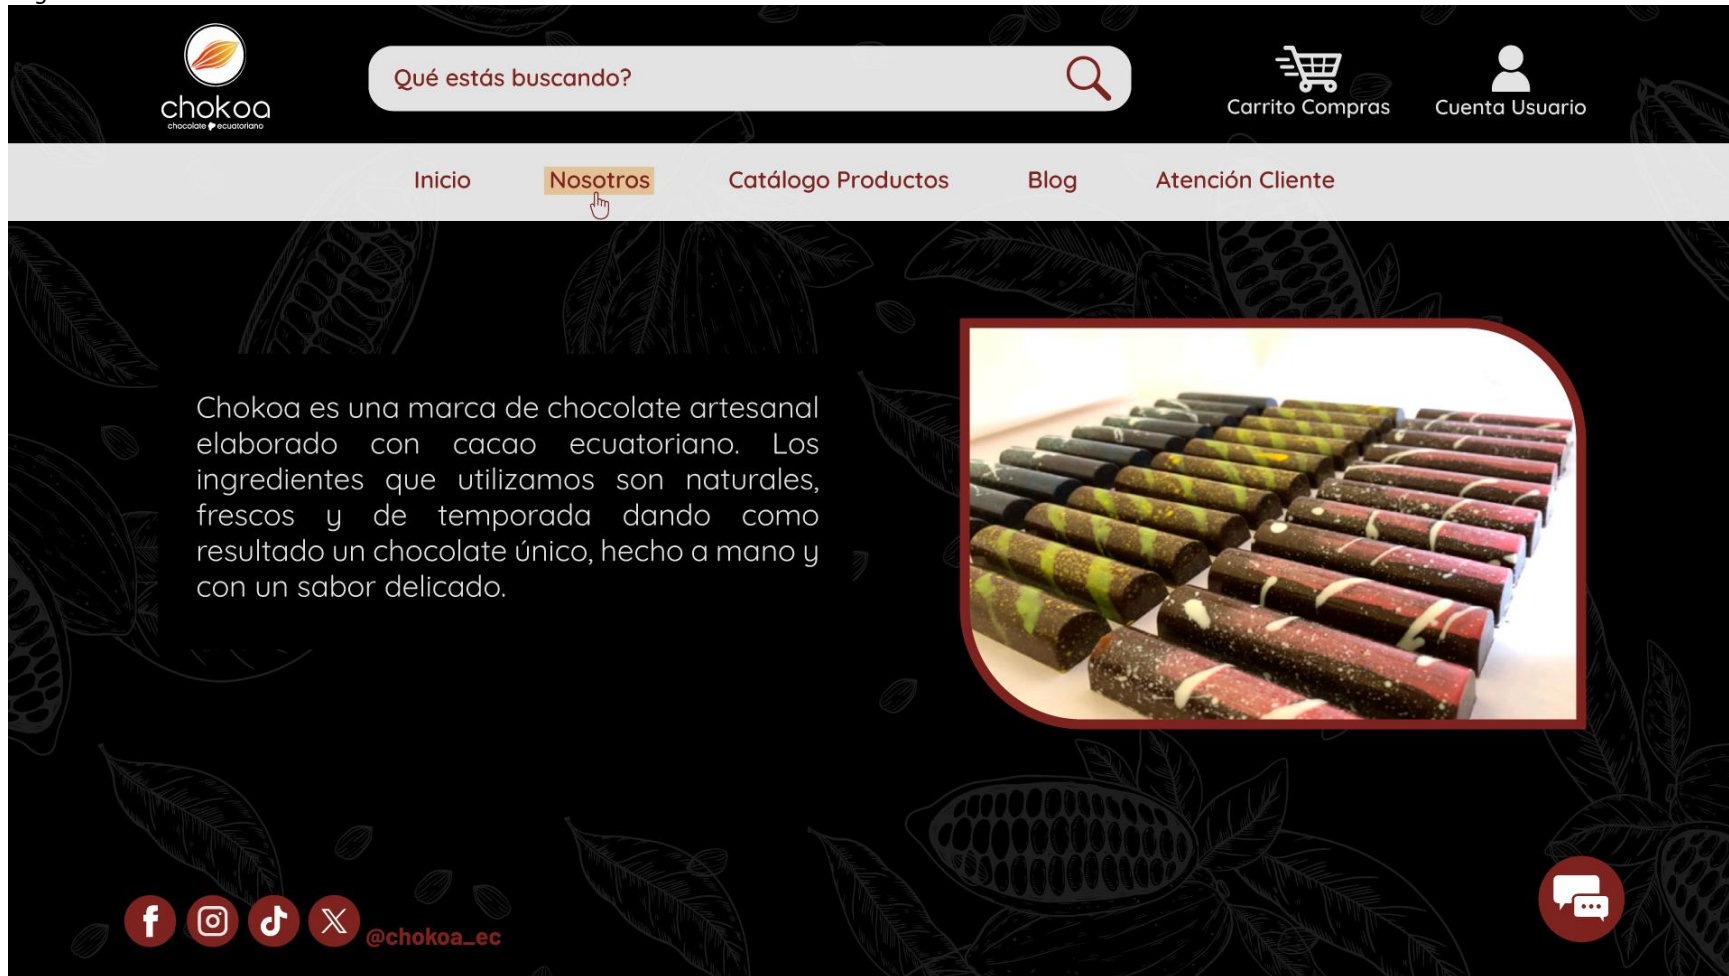 chokoa
chocolate ecuatoriano
Qué estás buscando?
Carrito Compras
Cuenta Usuario
Inicio
Nosotros
Catálogo Productos
Blog
Atención Cliente
Chokoa es una marca de chocolate artesanal
elaborado con cacao ecuatoriano. Los
ingredientes que utilizamos son naturales,
frescos y de temporada dando como
resultado un chocolate único, hecho a mano y
con un sabor delicado.
@chokoa_ec